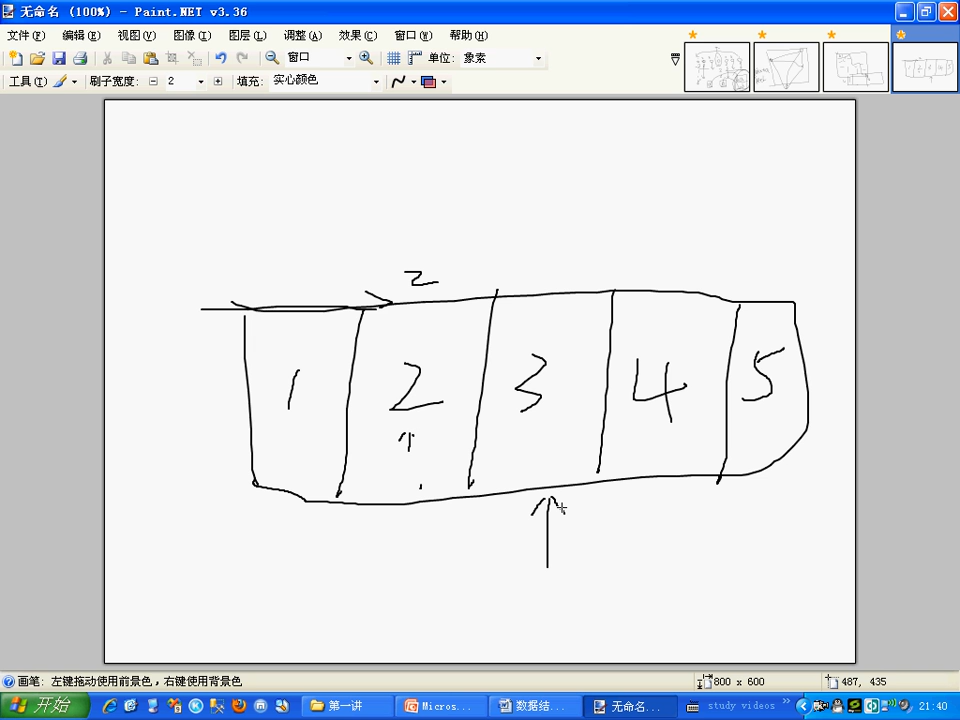 无命名 (100%) - Paint.NET v3.36
文件(F) 编辑(E) 视图(V) 图像(I) 图层(L) 调整(A) 效果(C) 窗口(W) 帮助(H)
窗口 单位: 象素
工具(T) 刷子宽度: 2 填充: 实心颜色
2
1 2 3 4 5
画笔: 左键拖动使用前景色，右键使用背景色 800 x 600 487, 435
开始 第一讲 Micros... 数据结... 无命名... study videos » 21:40